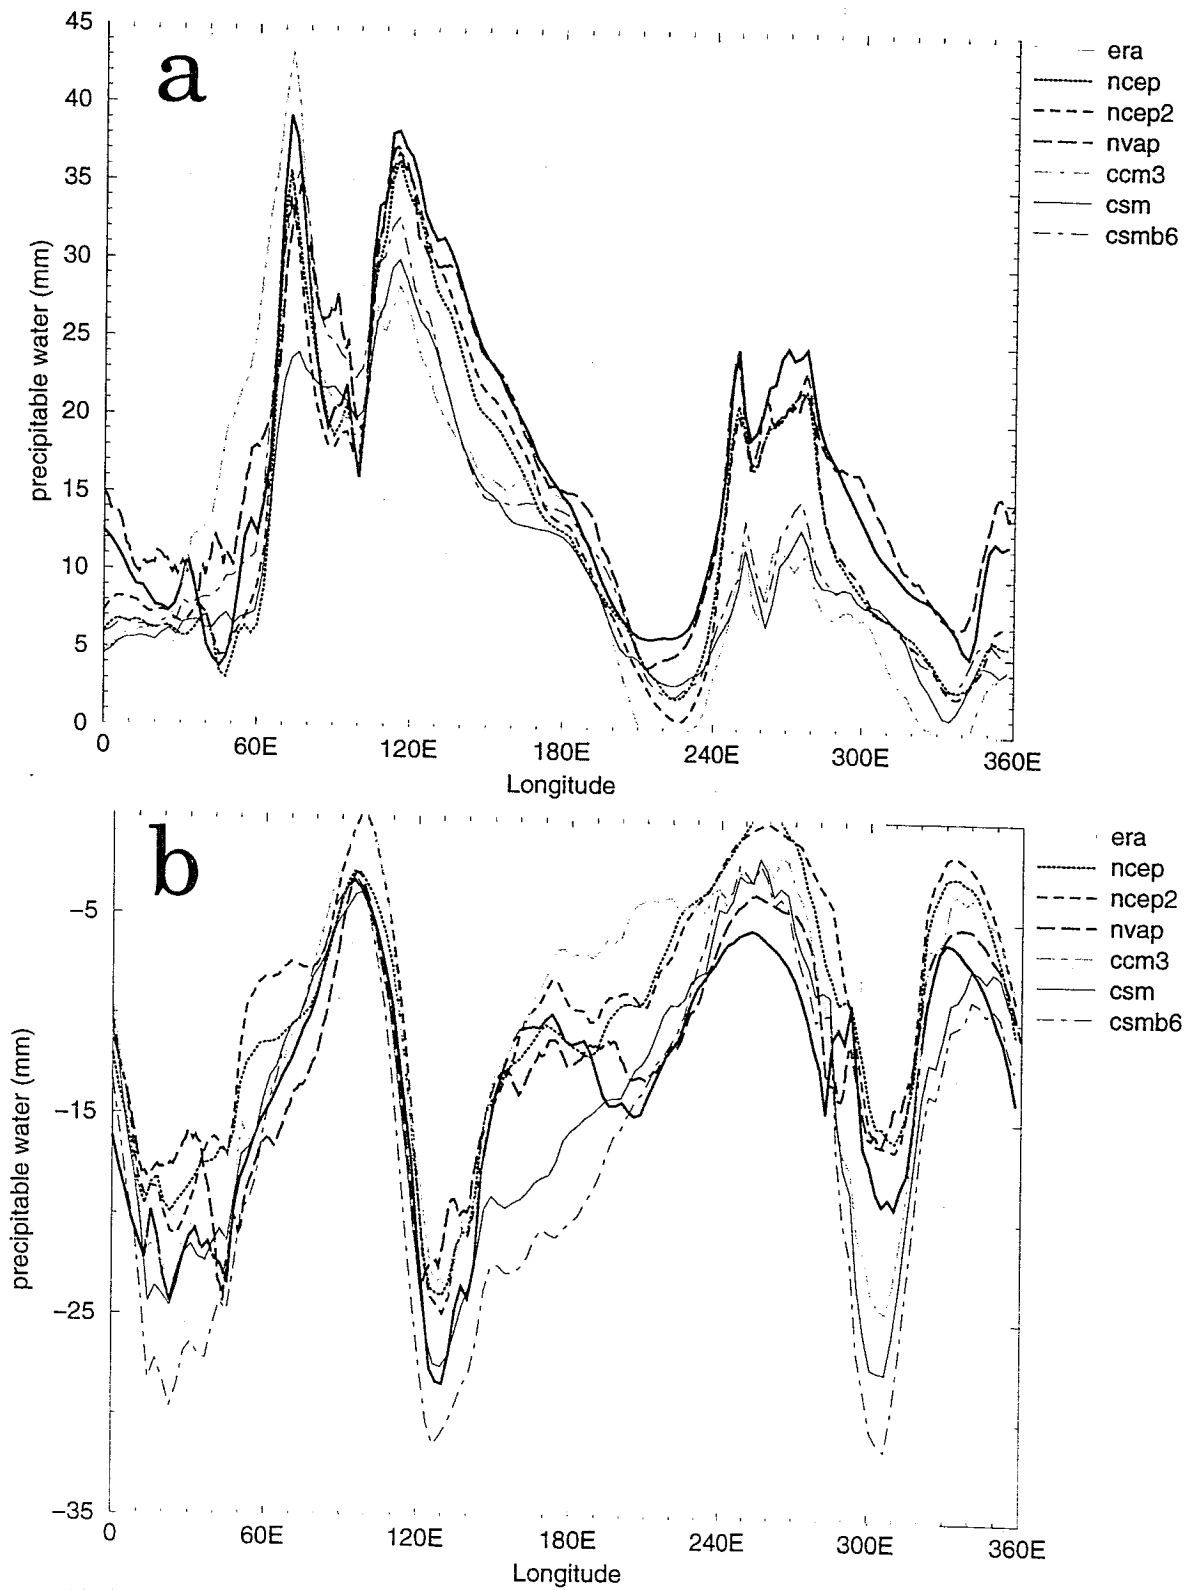 a
45
40
35
30
25
20
15
10
5
0
precipitable water (mm)
0 60E 120E 180E 240E 300E 360E
Longitude
era
ncep
ncep2
nvap
ccm3
csm
csmb6
b
−5
−15
−25
−35
precipitable water (mm)
0 60E 120E 180E 240E 300E 360E
Longitude
era
ncep
ncep2
nvap
ccm3
csm
csmb6